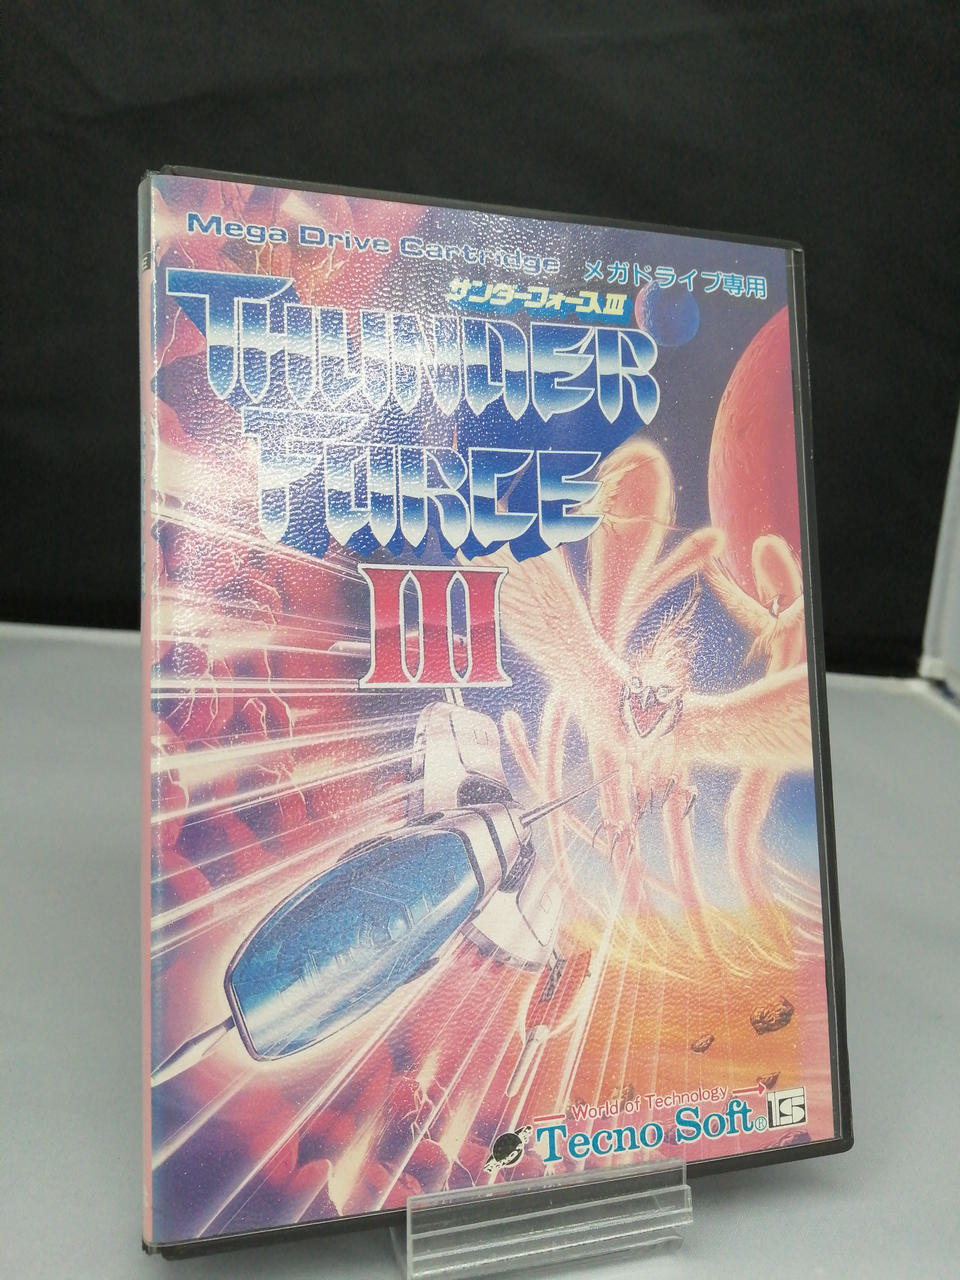 Mega Drive Cartridge
メガドライブ専用
サンダーフォースIII
THUNDER
FORCE
III
World of Technology
Tecno Soft®